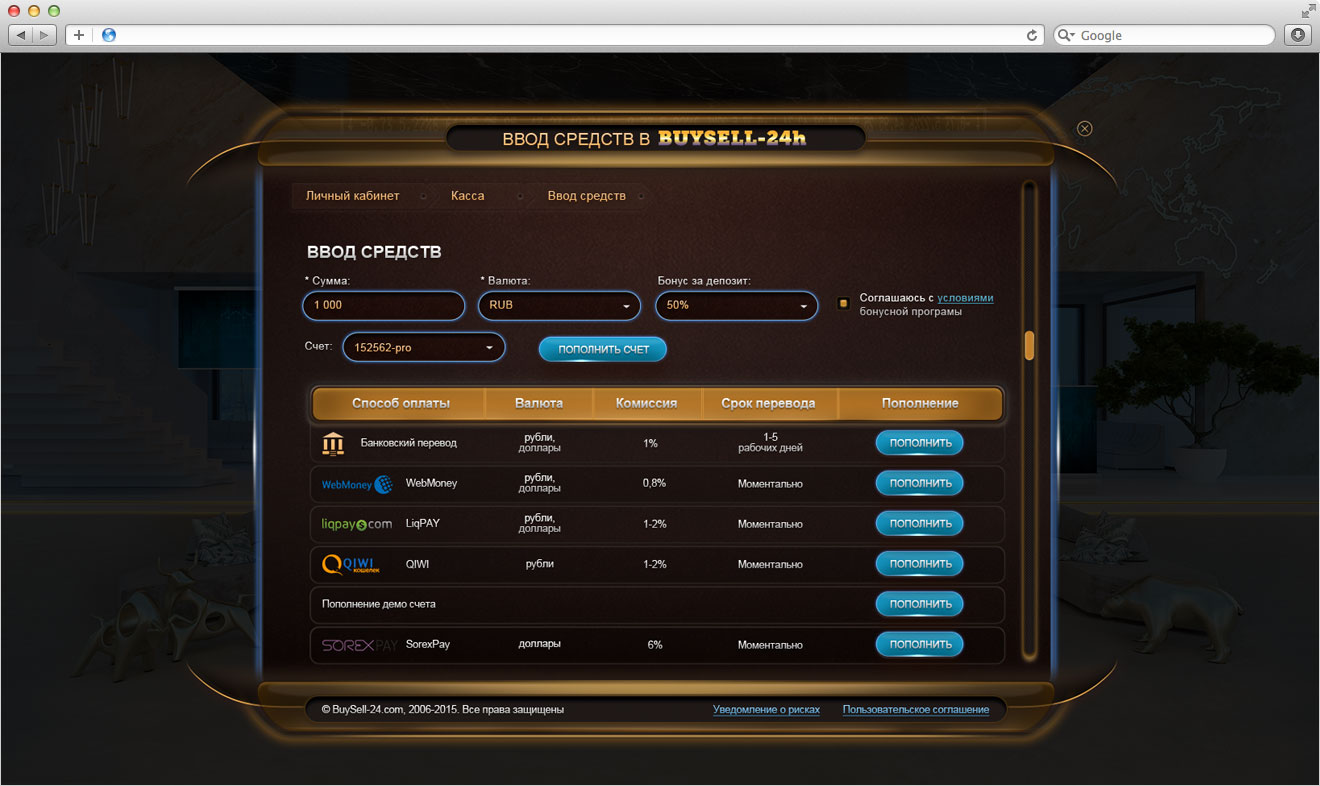 Google
ВВОД СРЕДСТВ В BUYSELL-24h
Личный кабинет Касса Ввод средств
ВВОД СРЕДСТВ
* Сумма: * Валюта: Бонус за депозит:
1 000 RUB 50%
Соглашаюсь с условиями
бонусной програмы
Счет: 152562-pro ПОПОЛНИТЬ СЧЕТ
Способ оплаты Валюта Комиссия Срок перевода Пополнение
Банковский перевод рубли, доллары 1% 1-5 рабочих дней ПОПОЛНИТЬ
WebMoney WebMoney рубли, доллары 0,8% Моментально ПОПОЛНИТЬ
liqpay$com LiqPAY рубли, доллары 1-2% Моментально ПОПОЛНИТЬ
QIWI кошелек QIWI рубли 1-2% Моментально ПОПОЛНИТЬ
Пополнение демо счета ПОПОЛНИТЬ
SOREXPAY SorexPay доллары 6% Моментально ПОПОЛНИТЬ
© BuySell-24.com, 2006-2015. Все права защищены Уведомление о рисках Пользовательское соглашение